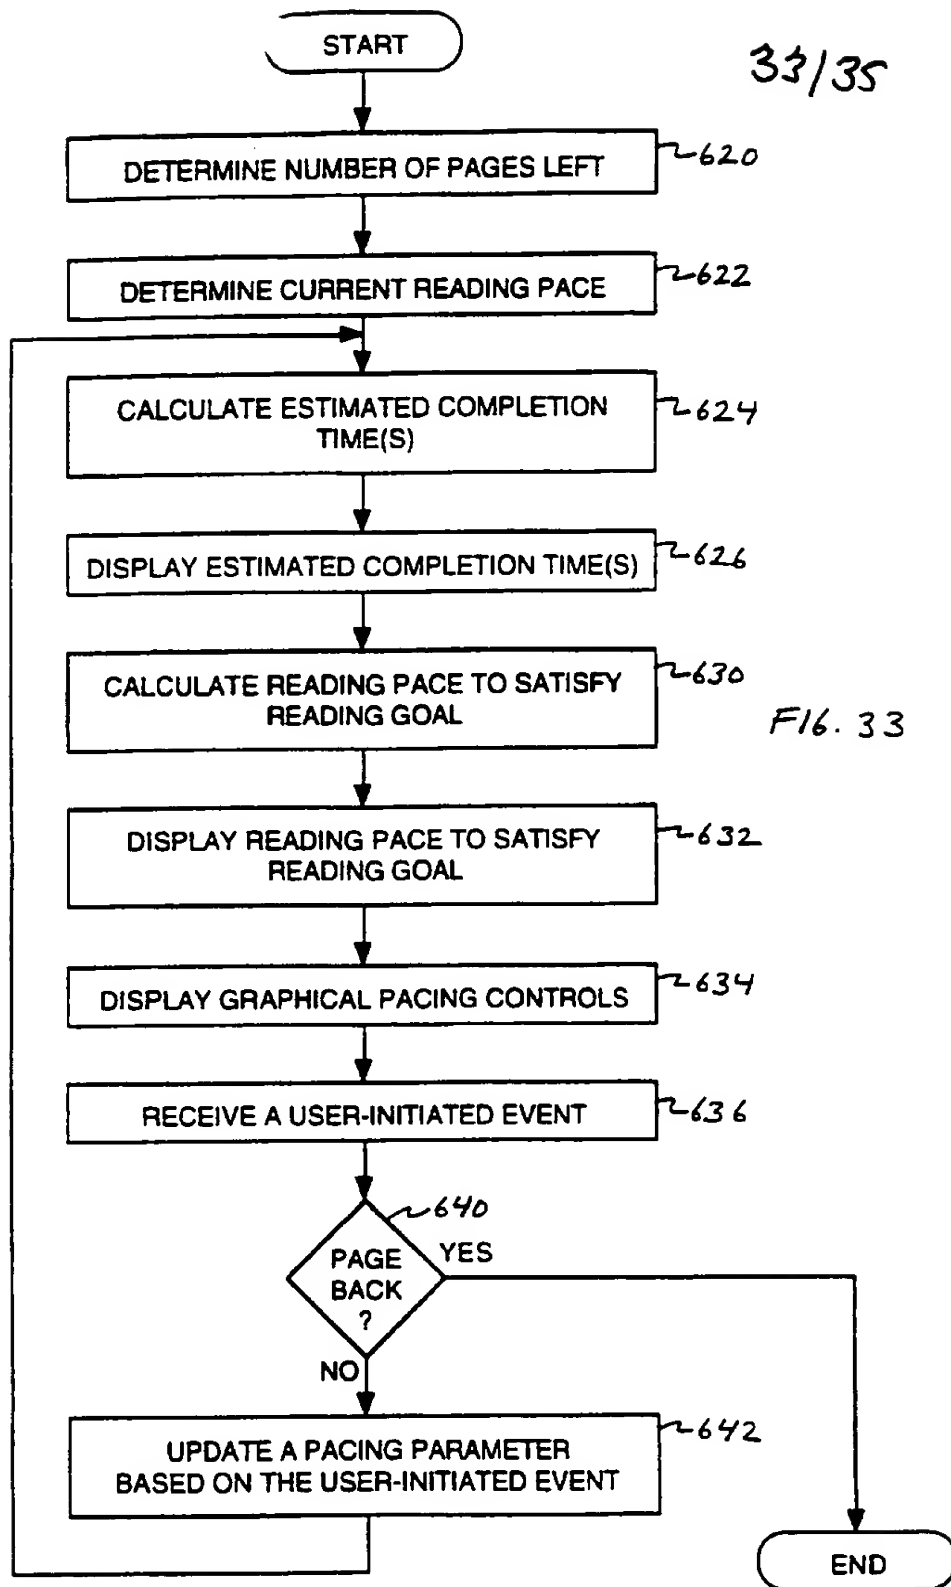 START
33/35
DETERMINE NUMBER OF PAGES LEFT
620
DETERMINE CURRENT READING PACE
622
CALCULATE ESTIMATED COMPLETION
TIME(S)
624
DISPLAY ESTIMATED COMPLETION TIME(S)
626
CALCULATE READING PACE TO SATISFY
READING GOAL
630
FIG. 33
DISPLAY READING PACE TO SATISFY
READING GOAL
632
DISPLAY GRAPHICAL PACING CONTROLS
634
RECEIVE A USER-INITIATED EVENT
636
640
PAGE
BACK
?
YES
NO
UPDATE A PACING PARAMETER
BASED ON THE USER-INITIATED EVENT
642
END